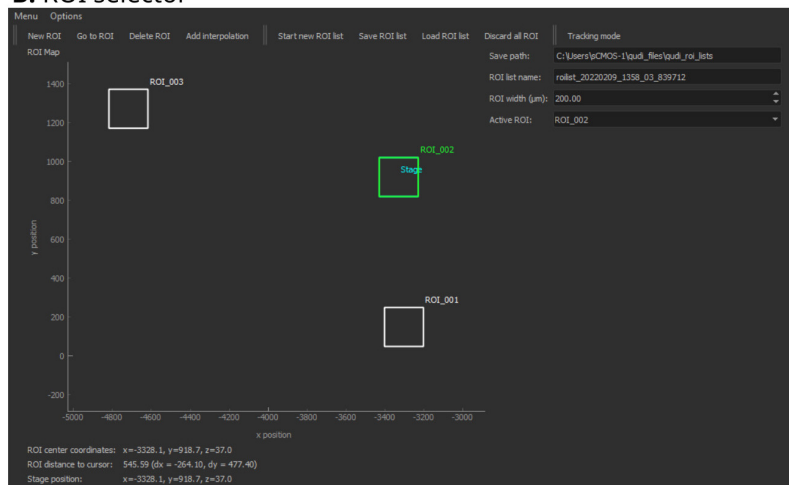 B. ROI selector
Menu Options
New ROI Go to ROI Delete ROI Add interpolation Start new ROI list Save ROI list Load ROI list Discard all ROI Tracking mode
ROI Map
Save path: C:\Users\sCMOS-1\qudi_files\qudi_roi_lists
ROI list name: roilist_20220209_1358_03_839712
ROI width (µm): 200.00
Active ROI: ROI_002
1400
1200
1000
800
600
400
200
0
-200
y position
ROI_003
ROI_002
Stage
ROI_001
-5000 -4800 -4600 -4400 -4200 -4000 -3800 -3600 -3400 -3200 -3000
x position
ROI center coordinates: x=-3328.1, y=918.7, z=37.0
ROI distance to cursor: 545.59 (dx = -264.10, dy = 477.40)
Stage position: x=-3328.1, y=918.7, z=37.0